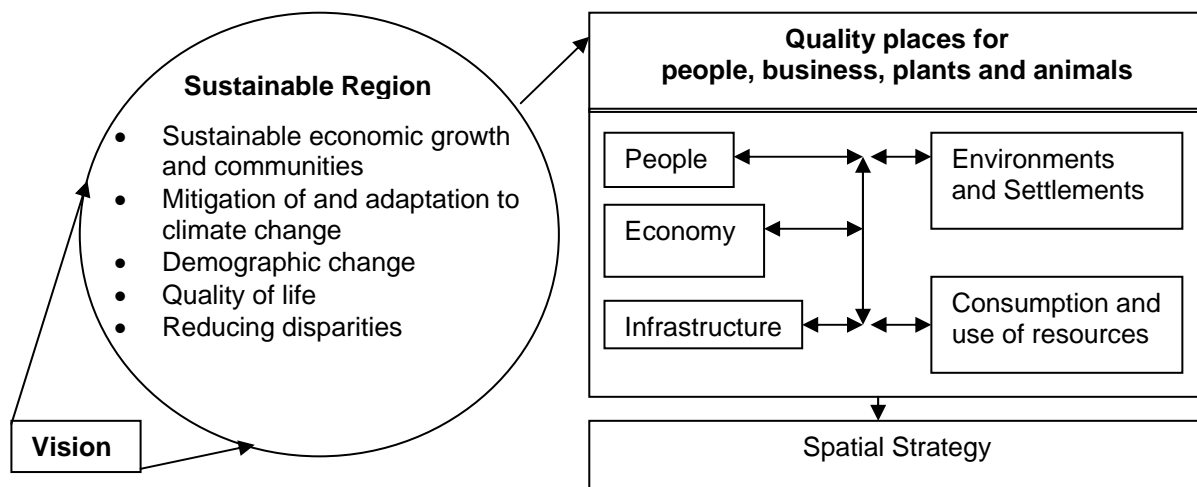 Sustainable Region
• Sustainable economic growth
and communities
• Mitigation of and adaptation to
climate change
• Demographic change
• Quality of life
• Reducing disparities
Vision
Quality places for
people, business, plants and animals
People
Economy
Infrastructure
Environments
and Settlements
Consumption and
use of resources
Spatial Strategy